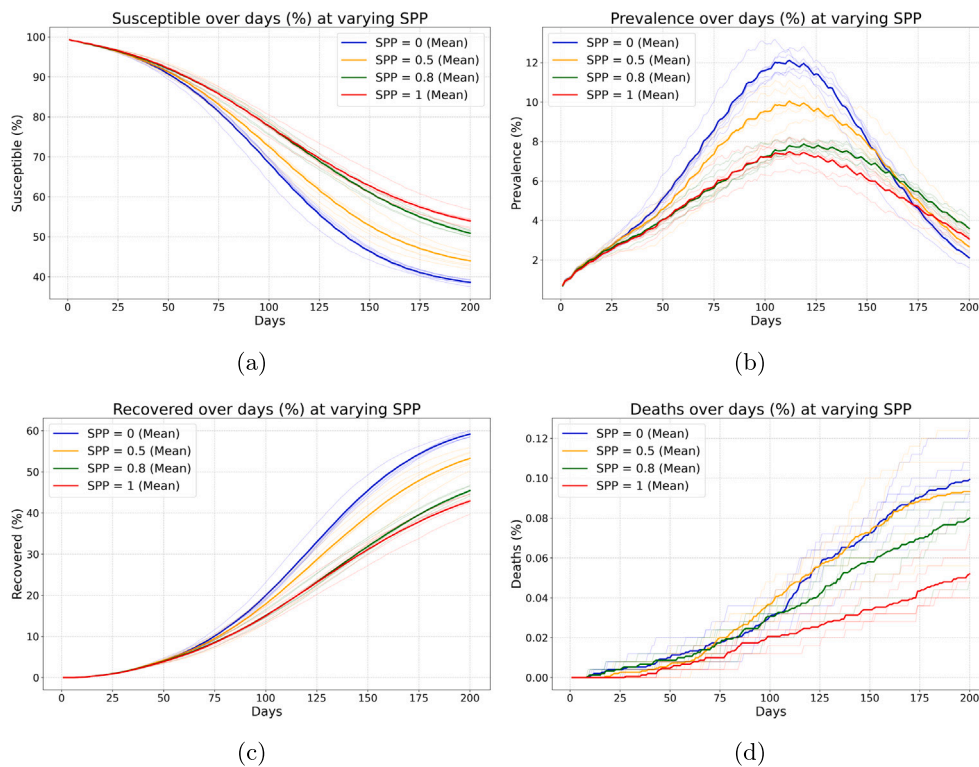 Susceptible over days (%) at varying SPP
SPP = 0 (Mean)
SPP = 0.5 (Mean)
SPP = 0.8 (Mean)
SPP = 1 (Mean)
Susceptible (%)
100
90
80
70
60
50
40
0 25 50 75 100 125 150 175 200
Days
(a)
Prevalence over days (%) at varying SPP
SPP = 0 (Mean)
SPP = 0.5 (Mean)
SPP = 0.8 (Mean)
SPP = 1 (Mean)
Prevalence (%)
12
10
8
6
4
2
0 25 50 75 100 125 150 175 200
Days
(b)
Recovered over days (%) at varying SPP
SPP = 0 (Mean)
SPP = 0.5 (Mean)
SPP = 0.8 (Mean)
SPP = 1 (Mean)
Recovered (%)
60
50
40
30
20
10
0
0 25 50 75 100 125 150 175 200
Days
(c)
Deaths over days (%) at varying SPP
SPP = 0 (Mean)
SPP = 0.5 (Mean)
SPP = 0.8 (Mean)
SPP = 1 (Mean)
Deaths (%)
0.12
0.10
0.08
0.06
0.04
0.02
0.00
0 25 50 75 100 125 150 175 200
Days
(d)